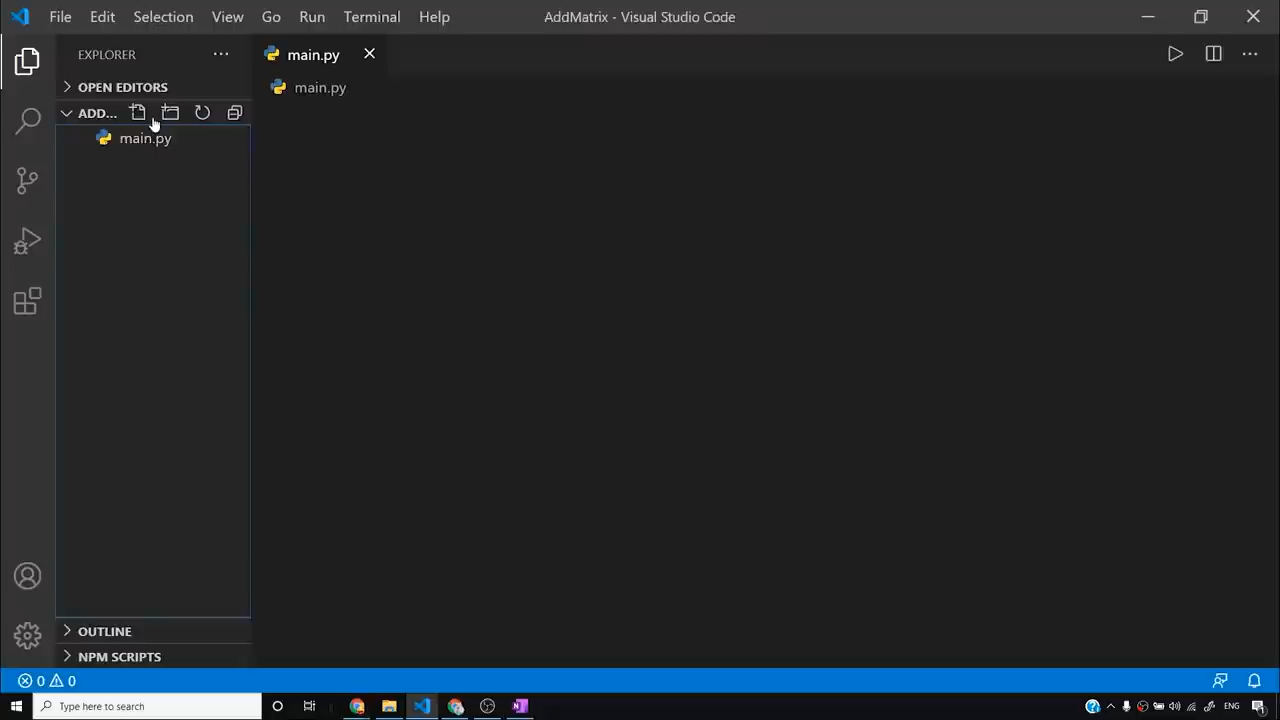 File Edit Selection View Go Run Terminal Help AddMatrix - Visual Studio Code
EXPLORER
main.py
OPEN EDITORS
main.py
ADD...
main.py
OUTLINE
NPM SCRIPTS
0 0
Type here to search
ENG